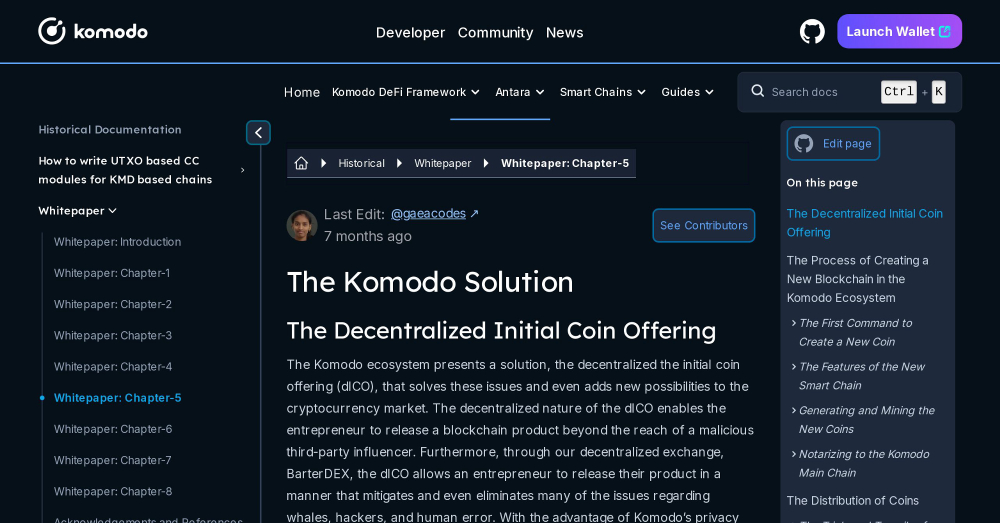 komodo
Developer Community News
Launch Wallet
Home Komodo DeFi Framework Antara Smart Chains Guides
Search docs Ctrl + K
Historical Documentation
How to write UTXO based CC
modules for KMD based chains
Whitepaper
Whitepaper: Introduction
Whitepaper: Chapter-1
Whitepaper: Chapter-2
Whitepaper: Chapter-3
Whitepaper: Chapter-4
Whitepaper: Chapter-5
Whitepaper: Chapter-6
Whitepaper: Chapter-7
Whitepaper: Chapter-8
Acknowledgements and References
Historical Whitepaper Whitepaper: Chapter-5
Last Edit: @gaeacodes ↗
7 months ago
See Contributors
The Komodo Solution
The Decentralized Initial Coin Offering
The Komodo ecosystem presents a solution, the decentralized the initial coin
offering (dICO), that solves these issues and even adds new possibilities to the
cryptocurrency market. The decentralized nature of the dICO enables the
entrepreneur to release a blockchain product beyond the reach of a malicious
third-party influencer. Furthermore, through our decentralized exchange,
BarterDEX, the dICO allows an entrepreneur to release their product in a
manner that mitigates and even eliminates many of the issues regarding
whales, hackers, and human error. With the advantage of Komodo's privacy
Edit page
On this page
The Decentralized Initial Coin
Offering
The Process of Creating a
New Blockchain in the
Komodo Ecosystem
The First Command to
Create a New Coin
The Features of the New
Smart Chain
Generating and Mining the
New Coins
Notarizing to the Komodo
Main Chain
The Distribution of Coins